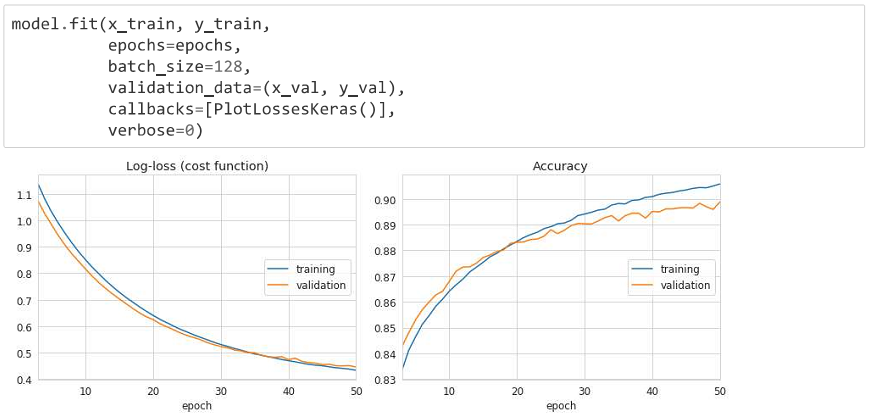 model.fit(x_train, y_train,
epochs=epochs,
batch_size=128,
validation_data=(x_val, y_val),
callbacks=[PlotLossesKeras()],
verbose=0)
Log-loss (cost function)
1.1
1.0
0.9
0.8
0.7
0.6
0.5
0.4
training
validation
10 20 30 40 50
epoch
Accuracy
0.90
0.89
0.88
0.87
0.86
0.85
0.84
0.83
training
validation
10 20 30 40 50
epoch